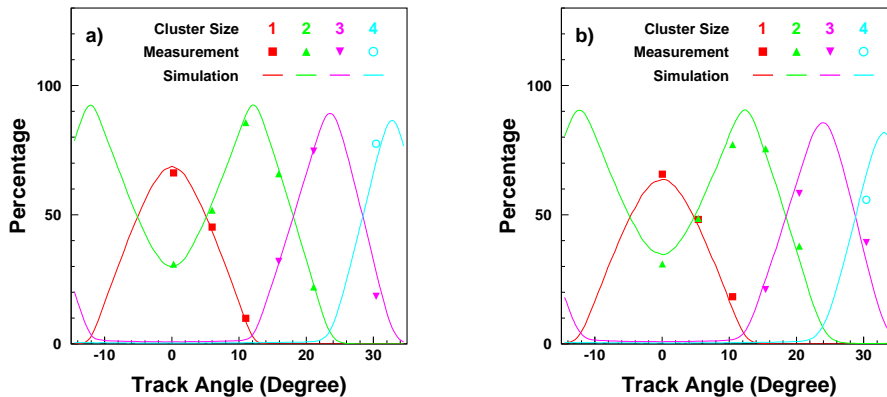 a) Cluster Size 1 2 3 4
Measurement
Simulation
Percentage
100
50
0
-10 0 10 20 30
Track Angle (Degree)
b) Cluster Size 1 2 3 4
Measurement
Simulation
Percentage
100
50
0
-10 0 10 20 30
Track Angle (Degree)